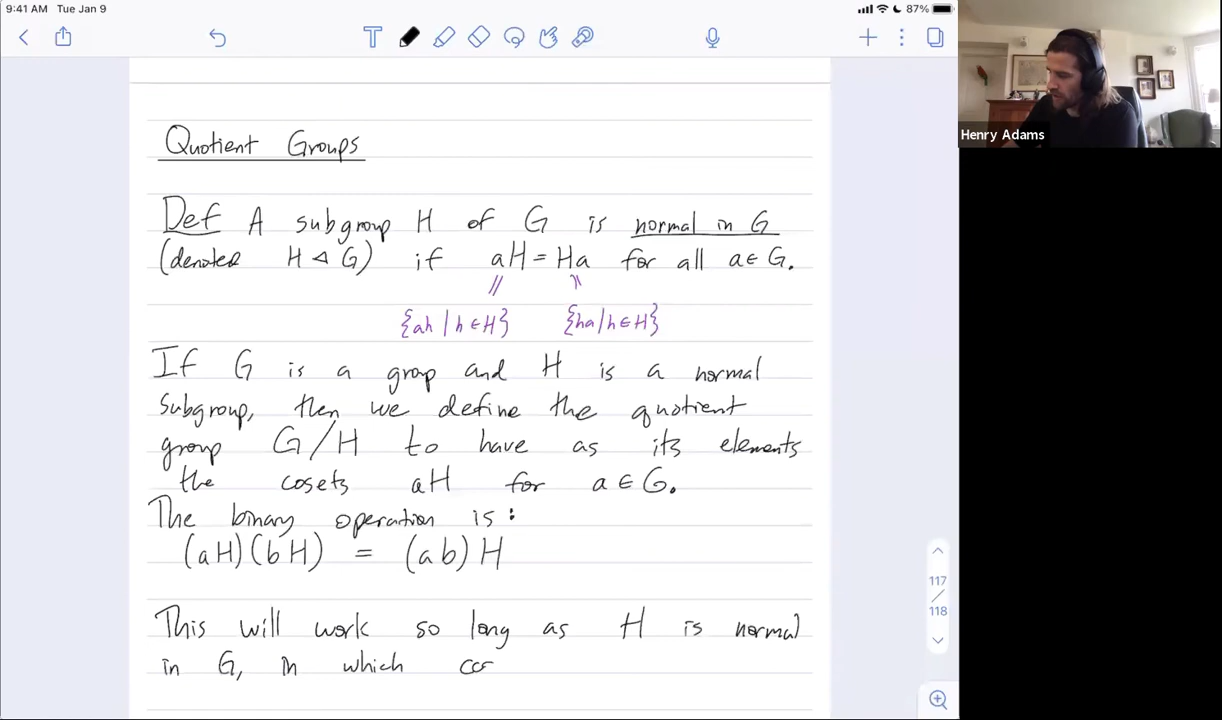 9:41 AM Tue Jan 9
87%
Henry Adams
Quotient Groups
Def A subgroup H of G is normal in G
(denoted H ⊲ G) if aH = Ha for all a ∈ G.
{ah | h ∈ H} {ha | h ∈ H}
If G is a group and H is a normal
subgroup, then we define the quotient
group G/H to have as its elements
the cosets aH for a ∈ G.
The binary operation is:
(aH)(bH) = (ab)H
This will work so long as H is normal
in G, in which
117
/
118